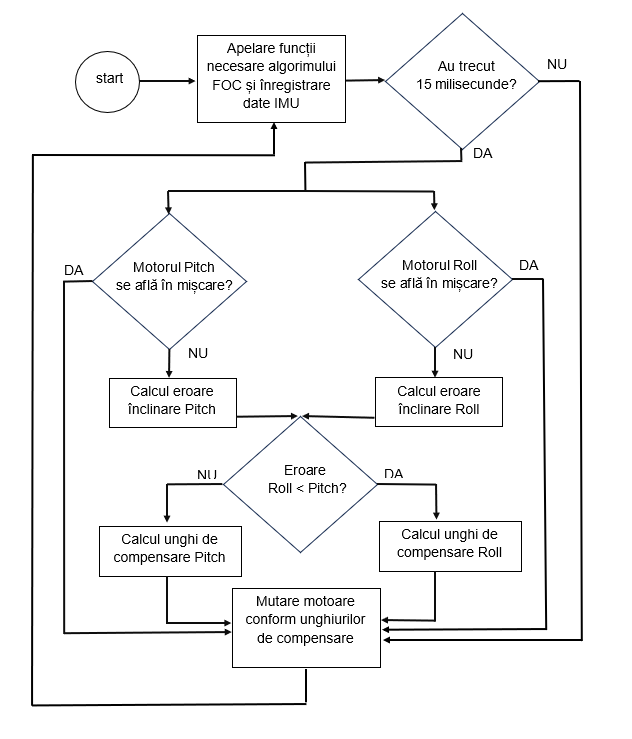 start
Apelare funcții
necesare algorimului
FOC și înregistrare
date IMU
Au trecut
15 milisecunde?
NU
DA
Motorul Pitch
se află în mișcare?
DA
NU
Motorul Roll
se află în mișcare?
DA
NU
Calcul eroare
înclinare Pitch
Calcul eroare
înclinare Roll
Eroare
Roll < Pitch?
NU
DA
Calcul unghi de
compensare Pitch
Calcul unghi de
compensare Roll
Mutare motoare
conform unghiurilor
de compensare